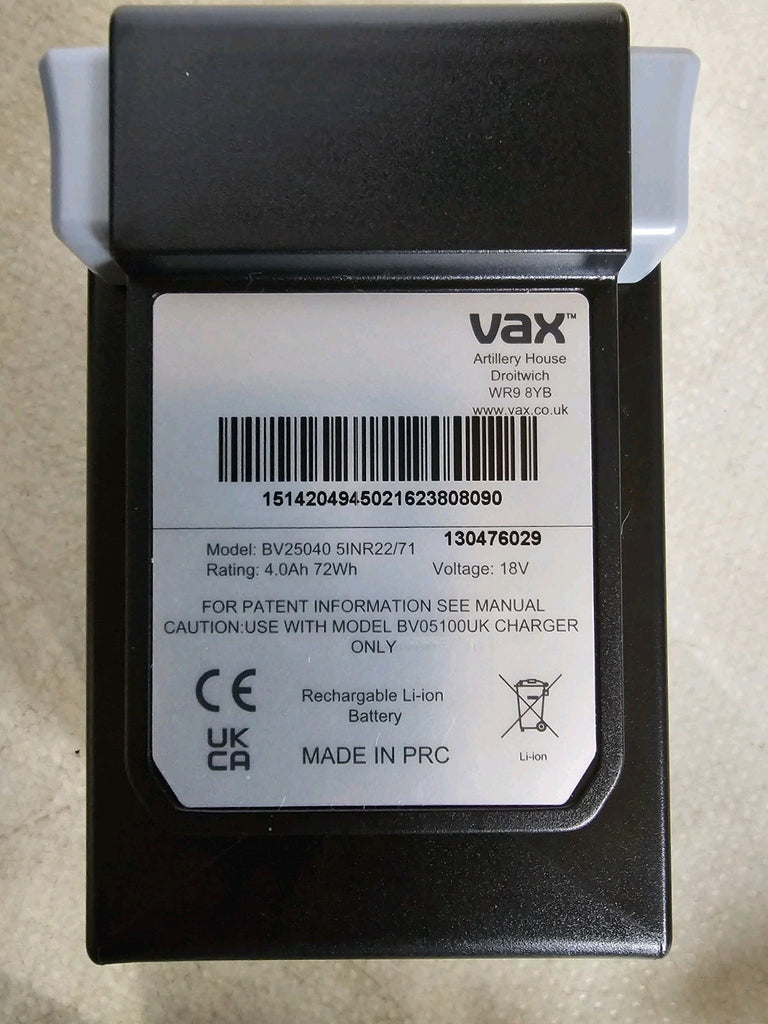 vax™
Artillery House
Droitwich
WR9 8YB
www.vax.co.uk
1514204945021623808090
130476029
Model: BV25040 5INR22/71
Rating: 4.0Ah 72Wh Voltage: 18V
FOR PATENT INFORMATION SEE MANUAL
CAUTION:USE WITH MODEL BV05100UK CHARGER
ONLY
CE
Rechargable Li-ion
Battery
UK
CA
MADE IN PRC
Li-ion